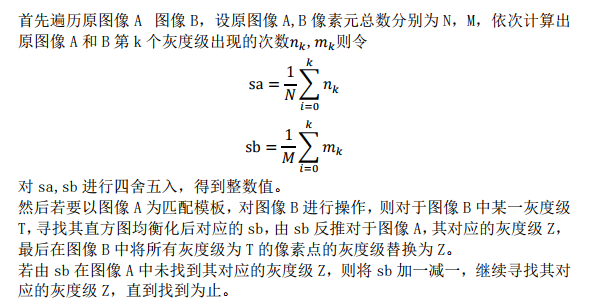 首先遍历原图像 A 图像 B，设原图像 A,B 像素元总数分别为 N，M，依次计算出
原图像 A 和 B 第 k 个灰度级出现的次数$n_k, m_k$则令
$$\text{sa} = \frac{1}{N}\sum_{i=0}^{k} n_k$$
$$\text{sb} = \frac{1}{M}\sum_{i=0}^{k} m_k$$
对 sa,sb 进行四舍五入，得到整数值。
然后若要以图像 A 为匹配模板，对图像 B 进行操作，则对于图像 B 中某一灰度级
T，寻找其直方图均衡化后对应的 sb，由 sb 反推对于图像 A，其对应的灰度级 Z，
最后在图像 B 中将所有灰度级为 T 的像素点的灰度级替换为 Z。
若由 sb 在图像 A 中未找到其对应的灰度级 Z，则将 sb 加一减一，继续寻找其对
应的灰度级 Z，直到找到为止。